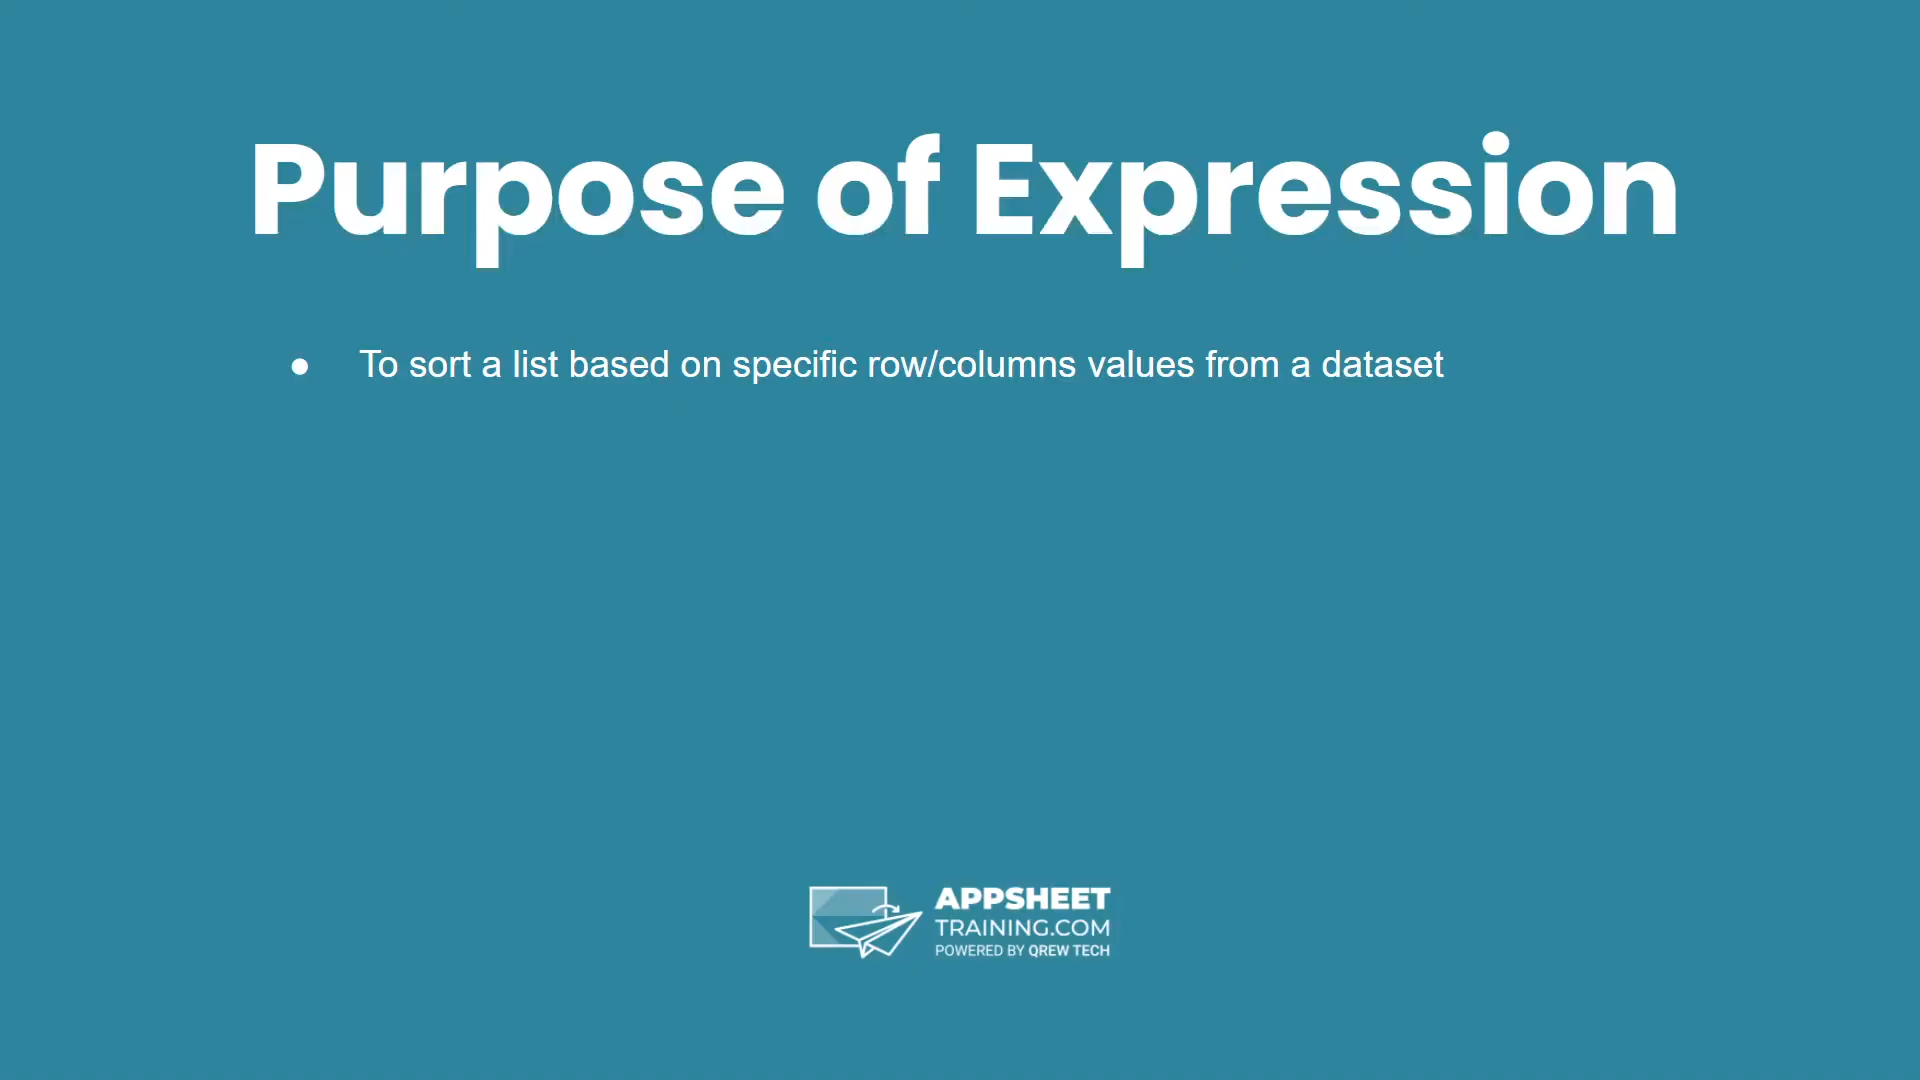 Purpose of Expression
● To sort a list based on specific row/columns values from a dataset
APPSHEET
TRAINING.COM
POWERED BY QREW TECH